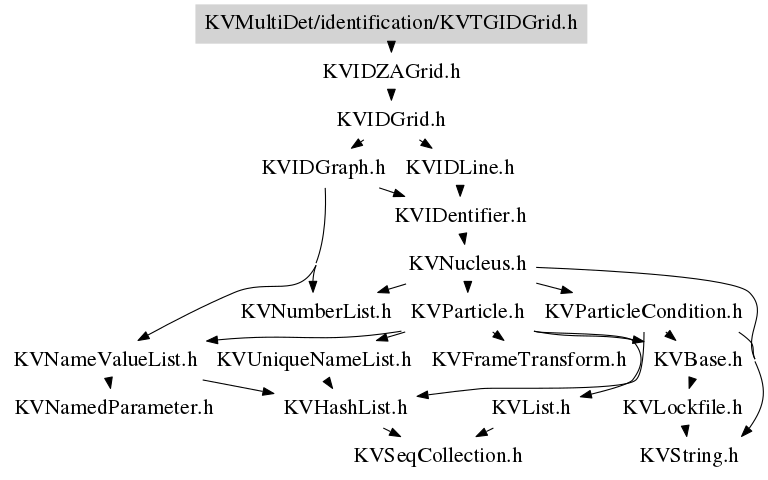 KVMultiDet/identification/KVTGIDGrid.h
KVIDZAGrid.h
KVIDGrid.h
KVIDGraph.h
KVIDLine.h
KVIDentifier.h
KVNucleus.h
KVNumberList.h
KVParticle.h
KVParticleCondition.h
KVNameValueList.h
KVUniqueNameList.h
KVFrameTransform.h
KVBase.h
KVNamedParameter.h
KVHashList.h
KVList.h
KVLockfile.h
KVSeqCollection.h
KVString.h